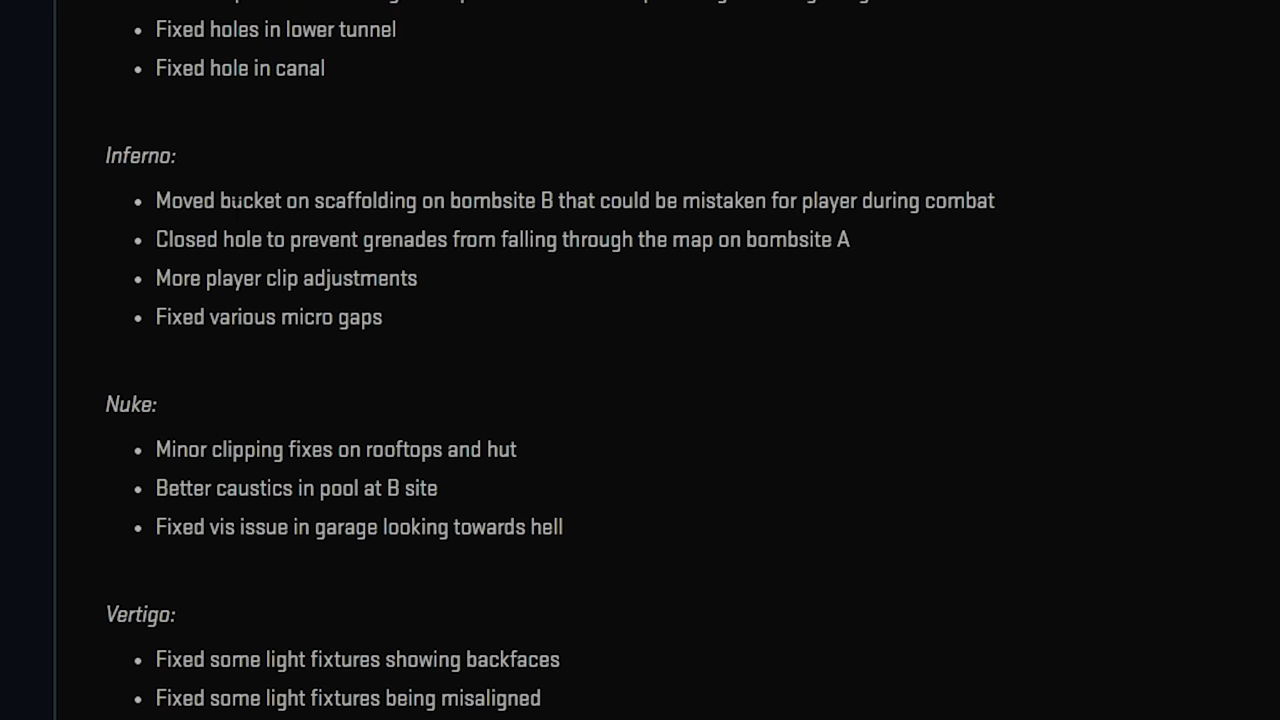 Fixed holes in lower tunnel
Fixed hole in canal
Inferno:
Moved bucket on scaffolding on bombsite B that could be mistaken for player during combat
Closed hole to prevent grenades from falling through the map on bombsite A
More player clip adjustments
Fixed various micro gaps
Nuke:
Minor clipping fixes on rooftops and hut
Better caustics in pool at B site
Fixed vis issue in garage looking towards hell
Vertigo:
Fixed some light fixtures showing backfaces
Fixed some light fixtures being misaligned